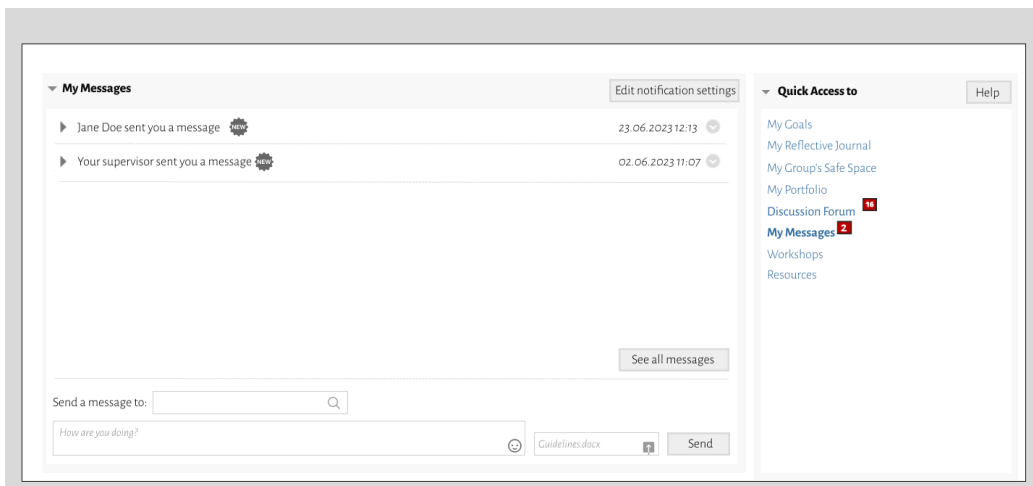 My Messages
Edit notification settings
Jane Doe sent you a message NEW
23.06.2023 12:13
Your supervisor sent you a message NEW
02.06.2023 11:07
See all messages
Send a message to:
How are you doing?
Guidelines.docx
Send
Quick Access to
Help
My Goals
My Reflective Journal
My Group's Safe Space
My Portfolio
Discussion Forum 16
My Messages 2
Workshops
Resources